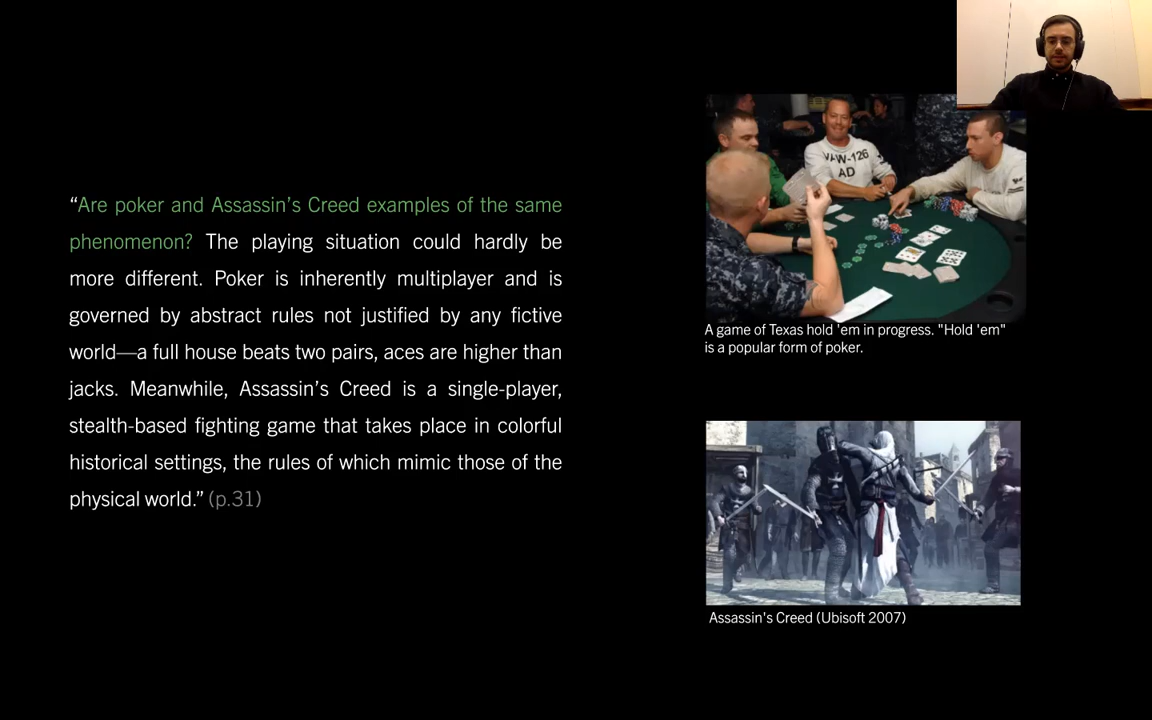 “Are poker and Assassin’s Creed examples of the same
phenomenon? The playing situation could hardly be
more different. Poker is inherently multiplayer and is
governed by abstract rules not justified by any fictive
world—a full house beats two pairs, aces are higher than
jacks. Meanwhile, Assassin’s Creed is a single-player,
stealth-based fighting game that takes place in colorful
historical settings, the rules of which mimic those of the
physical world.” (p.31)
VAW-126
AD
A game of Texas hold 'em in progress. "Hold 'em"
is a popular form of poker.
Assassin's Creed (Ubisoft 2007)